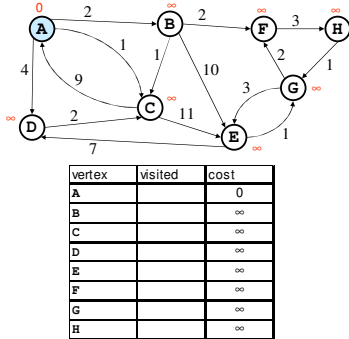 0
∞
∞
∞
2
2
3
A
B
F
H
1
1
1
4
9
10
2
∞
3
G
∞
C
∞
D
2
11
E
1
7
∞
vertex visited cost
A 0
B ∞
C ∞
D ∞
E ∞
F ∞
G ∞
H ∞